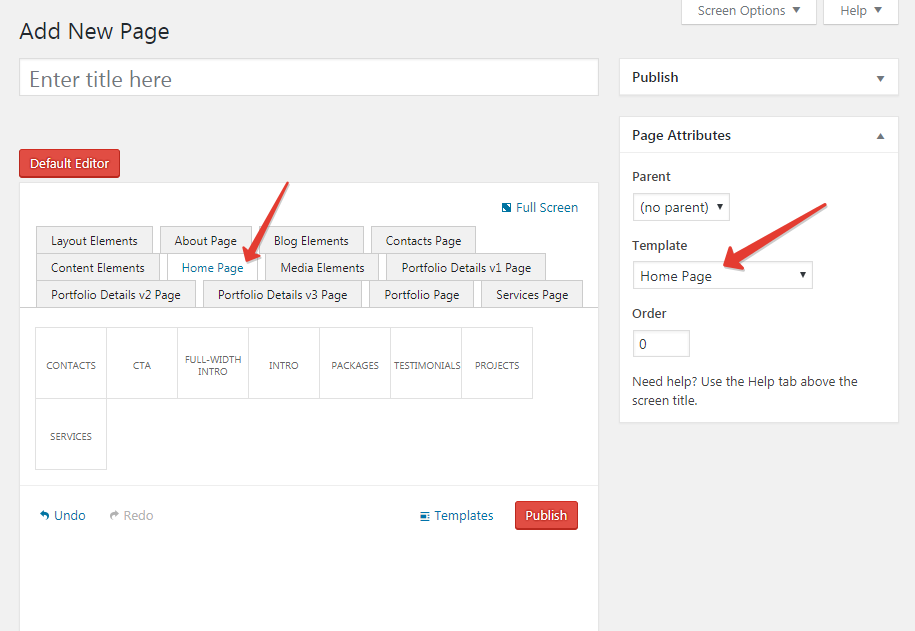 Screen Options
Help
Add New Page
Enter title here
Publish
Page Attributes
Parent
(no parent)
Template
Home Page
Order
0
Need help? Use the Help tab above the
screen title.
Default Editor
Full Screen
Layout Elements
About Page
Blog Elements
Contacts Page
Content Elements
Home Page
Media Elements
Portfolio Details v1 Page
Portfolio Details v2 Page
Portfolio Details v3 Page
Portfolio Page
Services Page
CONTACTS
CTA
FULL-WIDTH
INTRO
INTRO
PACKAGES
TESTIMONIALS
PROJECTS
SERVICES
Undo
Redo
Templates
Publish